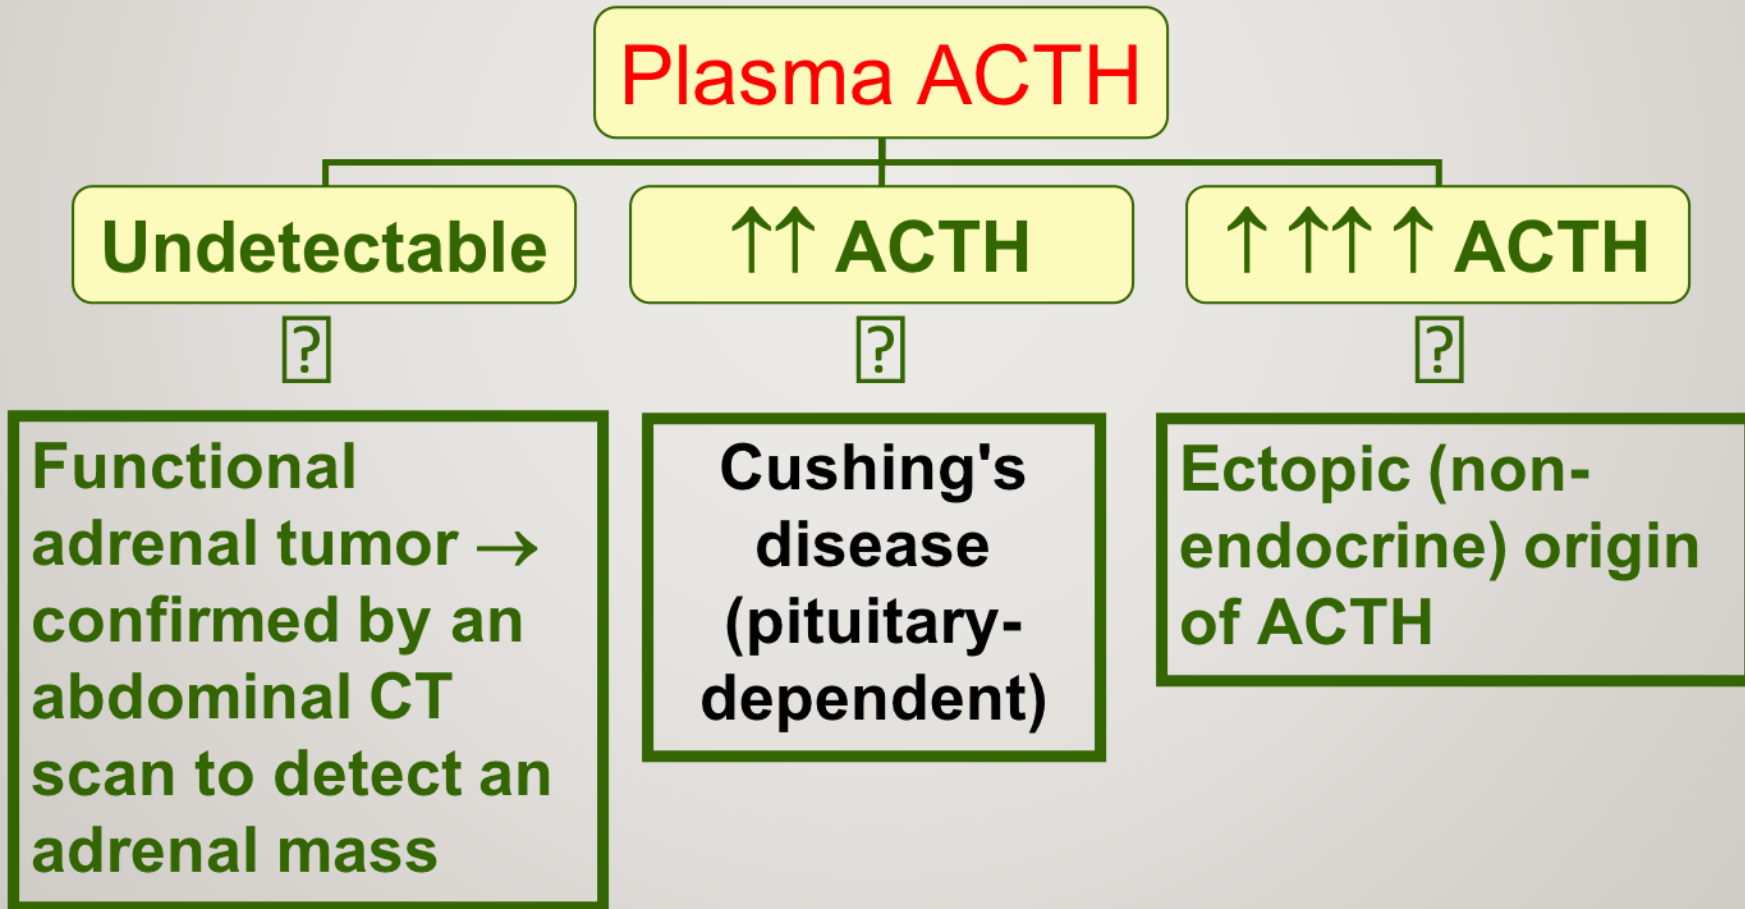 Plasma ACTH
Undetectable
↑↑ ACTH
↑ ↑↑ ↑ ACTH
?
?
?
Functional
adrenal tumor →
confirmed by an
abdominal CT
scan to detect an
adrenal mass
Cushing's
disease
(pituitary-
dependent)
Ectopic (non-
endocrine) origin
of ACTH